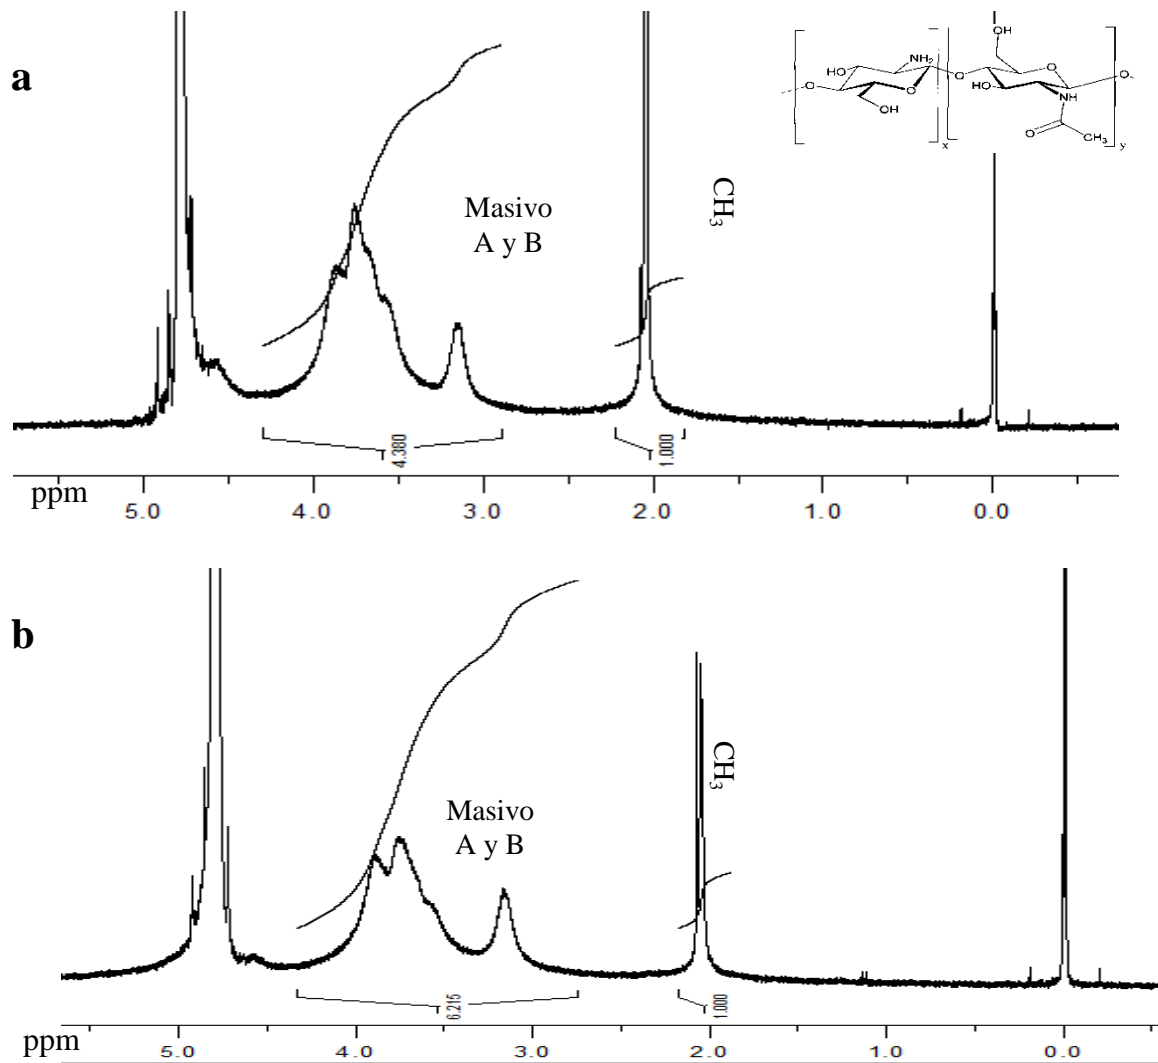 a
OH
NH₂
HO
O
O
O
O
HO
NH
OH
O
CH₃
x
y
Masivo
A y B
CH₃
4.380
1.000
ppm
5.0
4.0
3.0
2.0
1.0
0.0
b
Masivo
A y B
CH₃
6.215
1.000
ppm
5.0
4.0
3.0
2.0
1.0
0.0